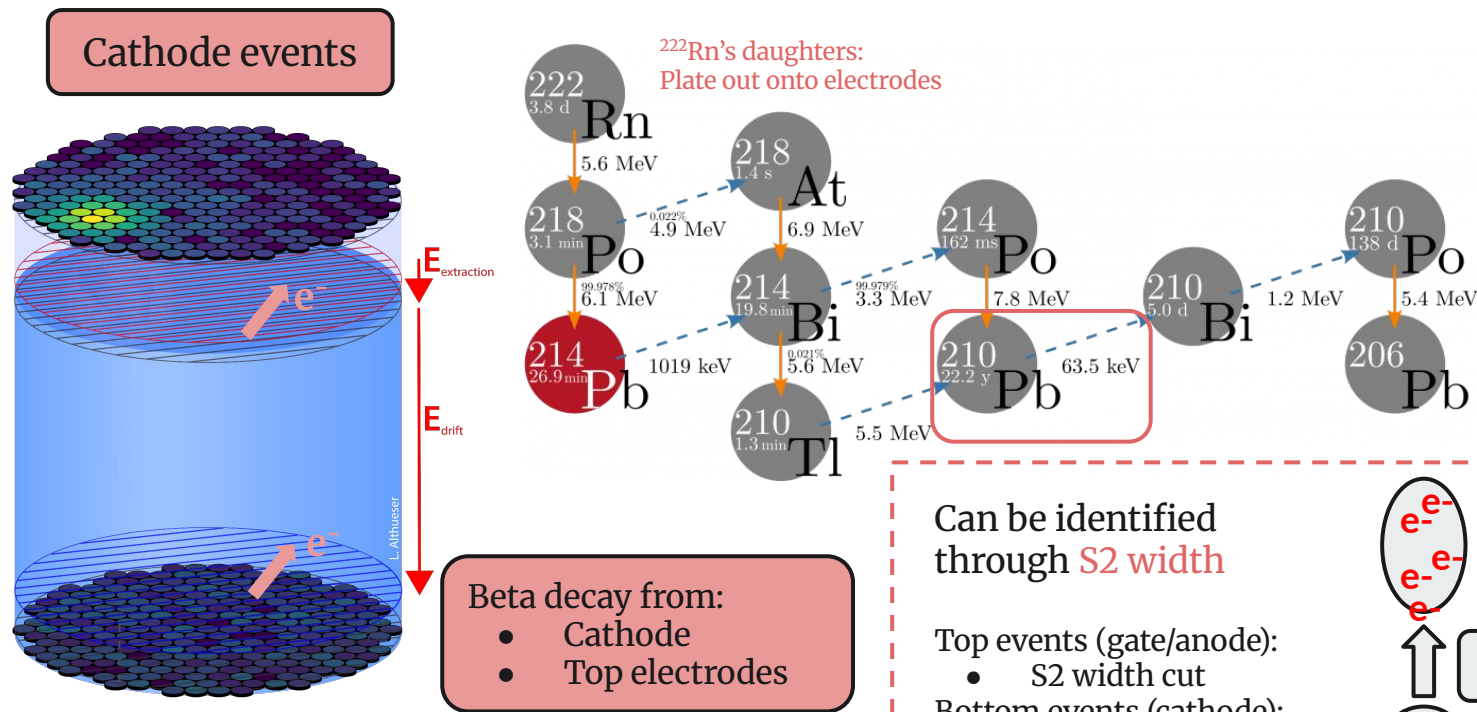 Cathode events
²²²Rn's daughters:
Plate out onto electrodes
222
3.8 d
Rn
5.6 MeV
218
1.4 s
At
218
3.1 min
Po
0.022%
4.9 MeV
6.9 MeV
214
162 ms
Po
210
138 d
Po
99.978%
6.1 MeV
214
19.8 min
Bi
99.979%
3.3 MeV
7.8 MeV
210
5.0 d
Bi
1.2 MeV
5.4 MeV
214
26.9 min
Pb
1019 keV
0.021%
5.6 MeV
210
22.2 y
Pb
63.5 keV
206
Pb
210
1.3 min
Tl
5.5 MeV
E extraction
e⁻
E drift
e⁻
L. Althueser
Beta decay from:
● Cathode
● Top electrodes
Can be identified
through S2 width
Top events (gate/anode):
● S2 width cut
Bottom events (cathode):
e-
e-
e-
e-
e-